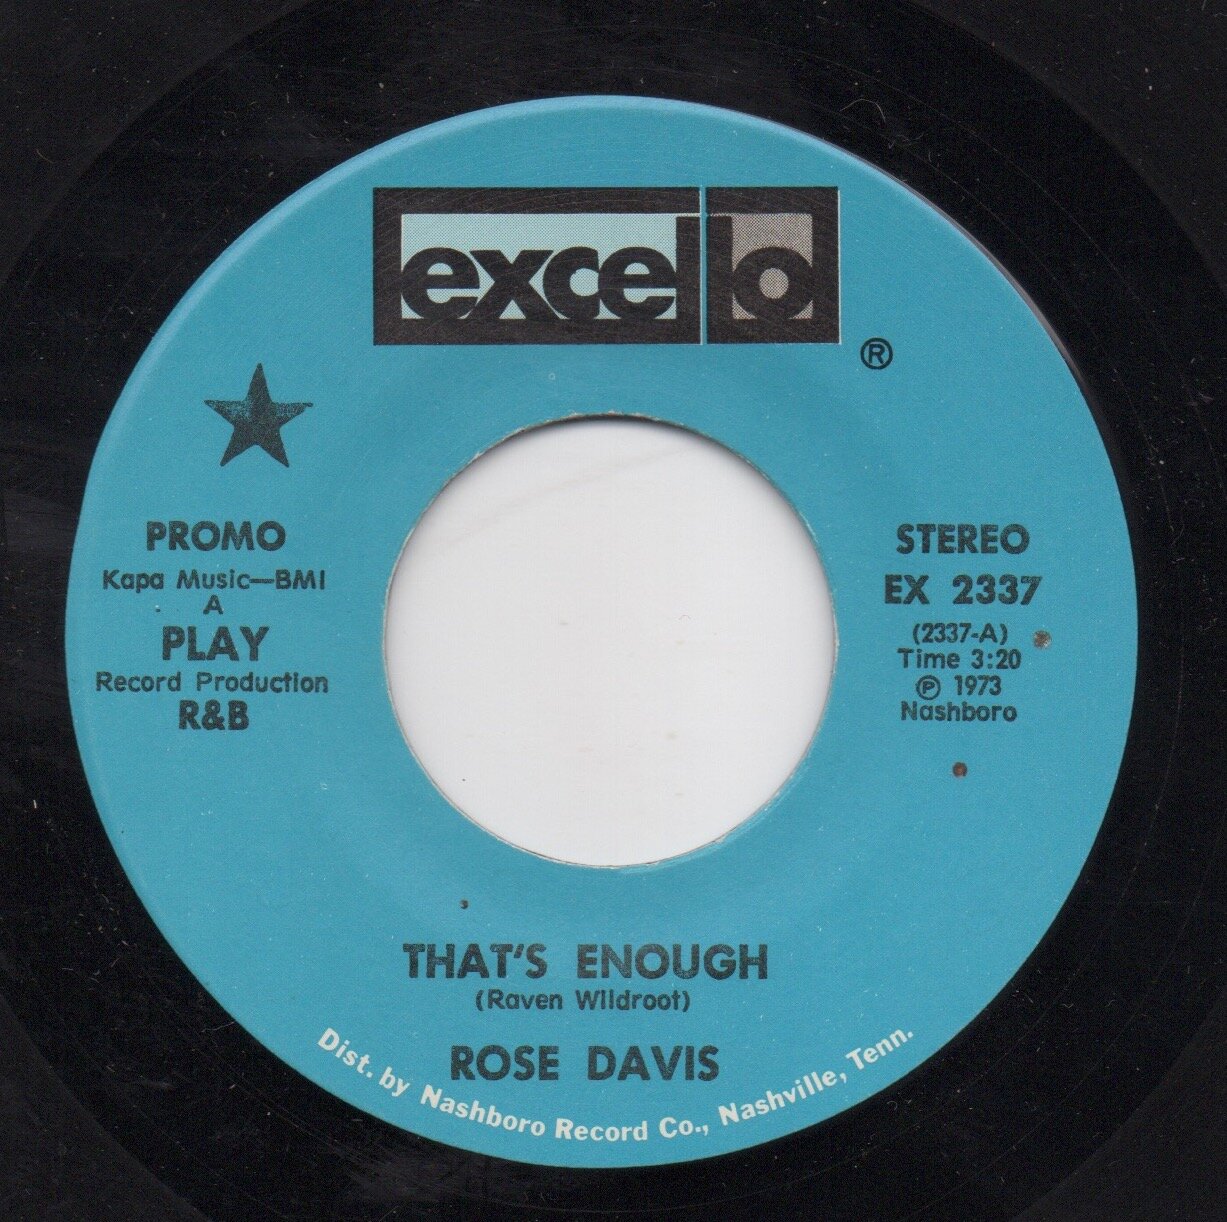 excello
®
PROMO
Kapa Music—BMI
A
PLAY
Record Production
R&B
STEREO
EX 2337
(2337-A)
Time 3:20
℗ 1973
Nashboro
THAT'S ENOUGH
(Raven Wildroot)
ROSE DAVIS
Dist. by Nashboro Record Co., Nashville, Tenn.